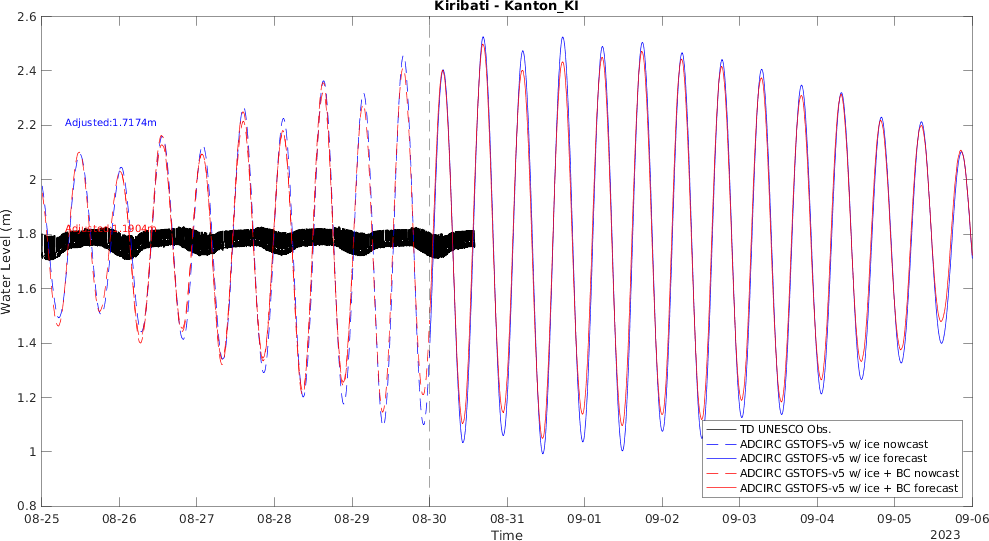 Kiribati - Kanton_KI
2.6
2.4
2.2
2
1.8
1.6
1.4
1.2
1
0.8
Water Level (m)
Adjusted:1.7174m
Adjusted:1.1904m
TD UNESCO Obs.
ADCIRC GSTOFS-v5 w/ ice nowcast
ADCIRC GSTOFS-v5 w/ ice forecast
ADCIRC GSTOFS-v5 w/ ice + BC nowcast
ADCIRC GSTOFS-v5 w/ ice + BC forecast
08-25 08-26 08-27 08-28 08-29 08-30 08-31 09-01 09-02 09-03 09-04 09-05 09-06
Time
2023